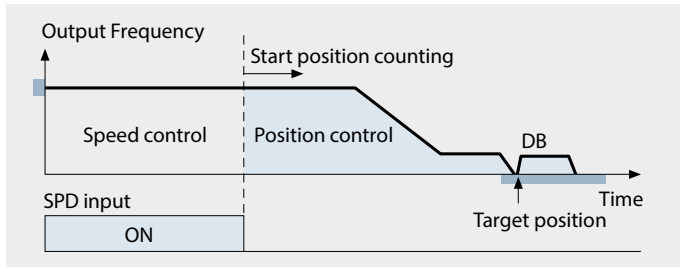 Output Frequency
Start position counting
Speed control
Position control
DB
Time
SPD input
Target position
ON